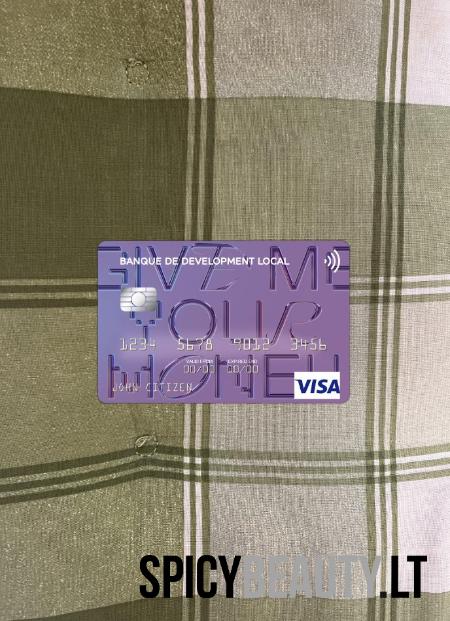 BANQUE DE DEVELOPMENT LOCAL
GIVE ME
YOUR
1234 5678 9012 3456
MONEY
VALID FROM EXPIRES END
00/00 00/00
JOHN CITIZEN
VISA
SPICYBEAUTY.LT